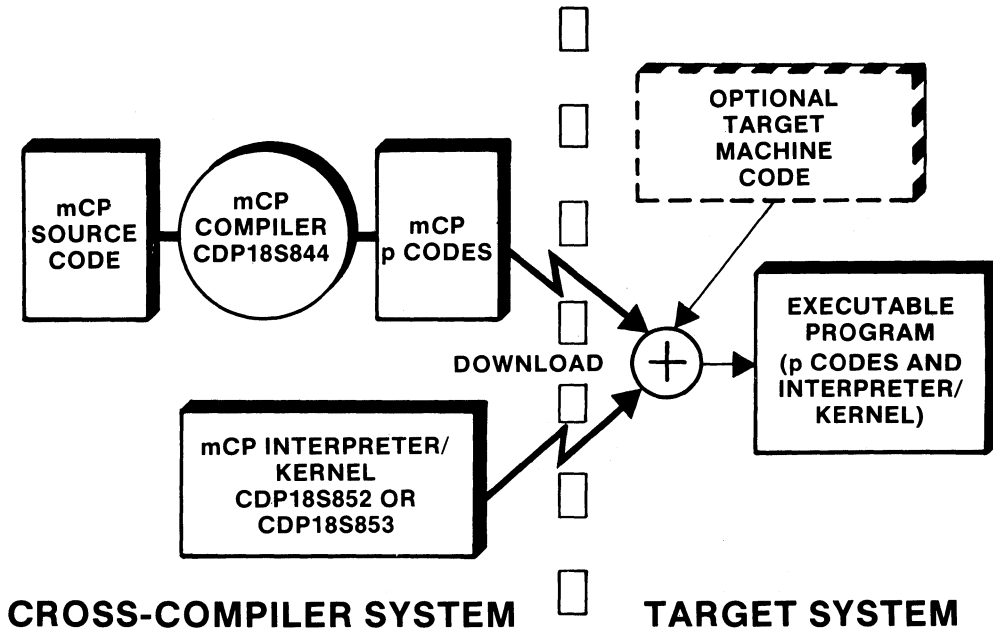 mCP
SOURCE
CODE
mCP
COMPILER
CDP18S844
mCP
p CODES
OPTIONAL
TARGET
MACHINE
CODE
DOWNLOAD
+
EXECUTABLE
PROGRAM
(p CODES AND
INTERPRETER/
KERNEL)
mCP INTERPRETER/
KERNEL
CDP18S852 OR
CDP18S853
CROSS-COMPILER SYSTEM
TARGET SYSTEM